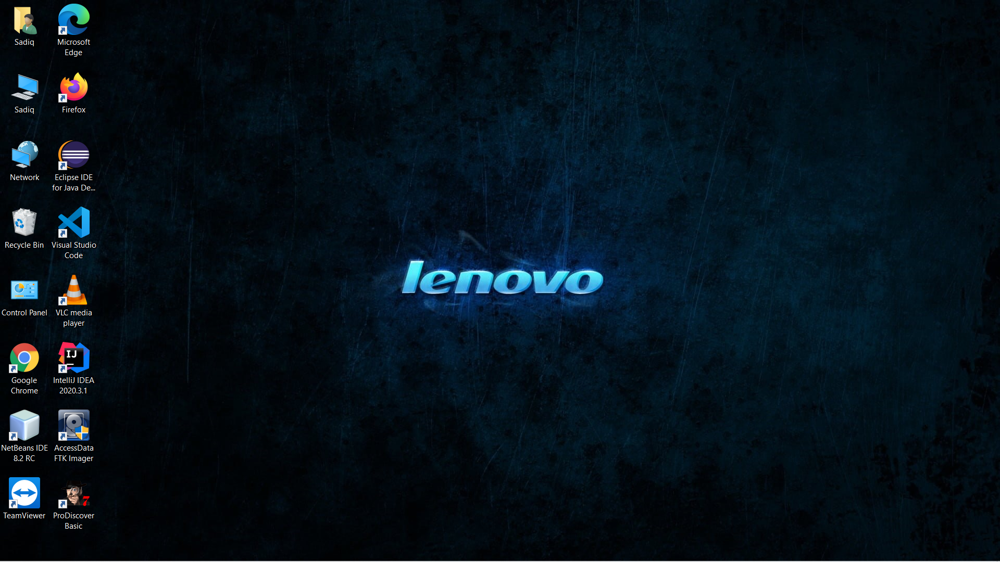 Sadiq
Microsoft
Edge
Sadiq
Firefox
Network
Eclipse IDE
for Java De...
Recycle Bin
Visual Studio
Code
Control Panel
VLC media
player
Google
Chrome
IJ
IntelliJ IDEA
2020.3.1
NetBeans IDE
8.2 RC
AccessData
FTK Imager
TeamViewer
7
ProDiscover
Basic
lenovo